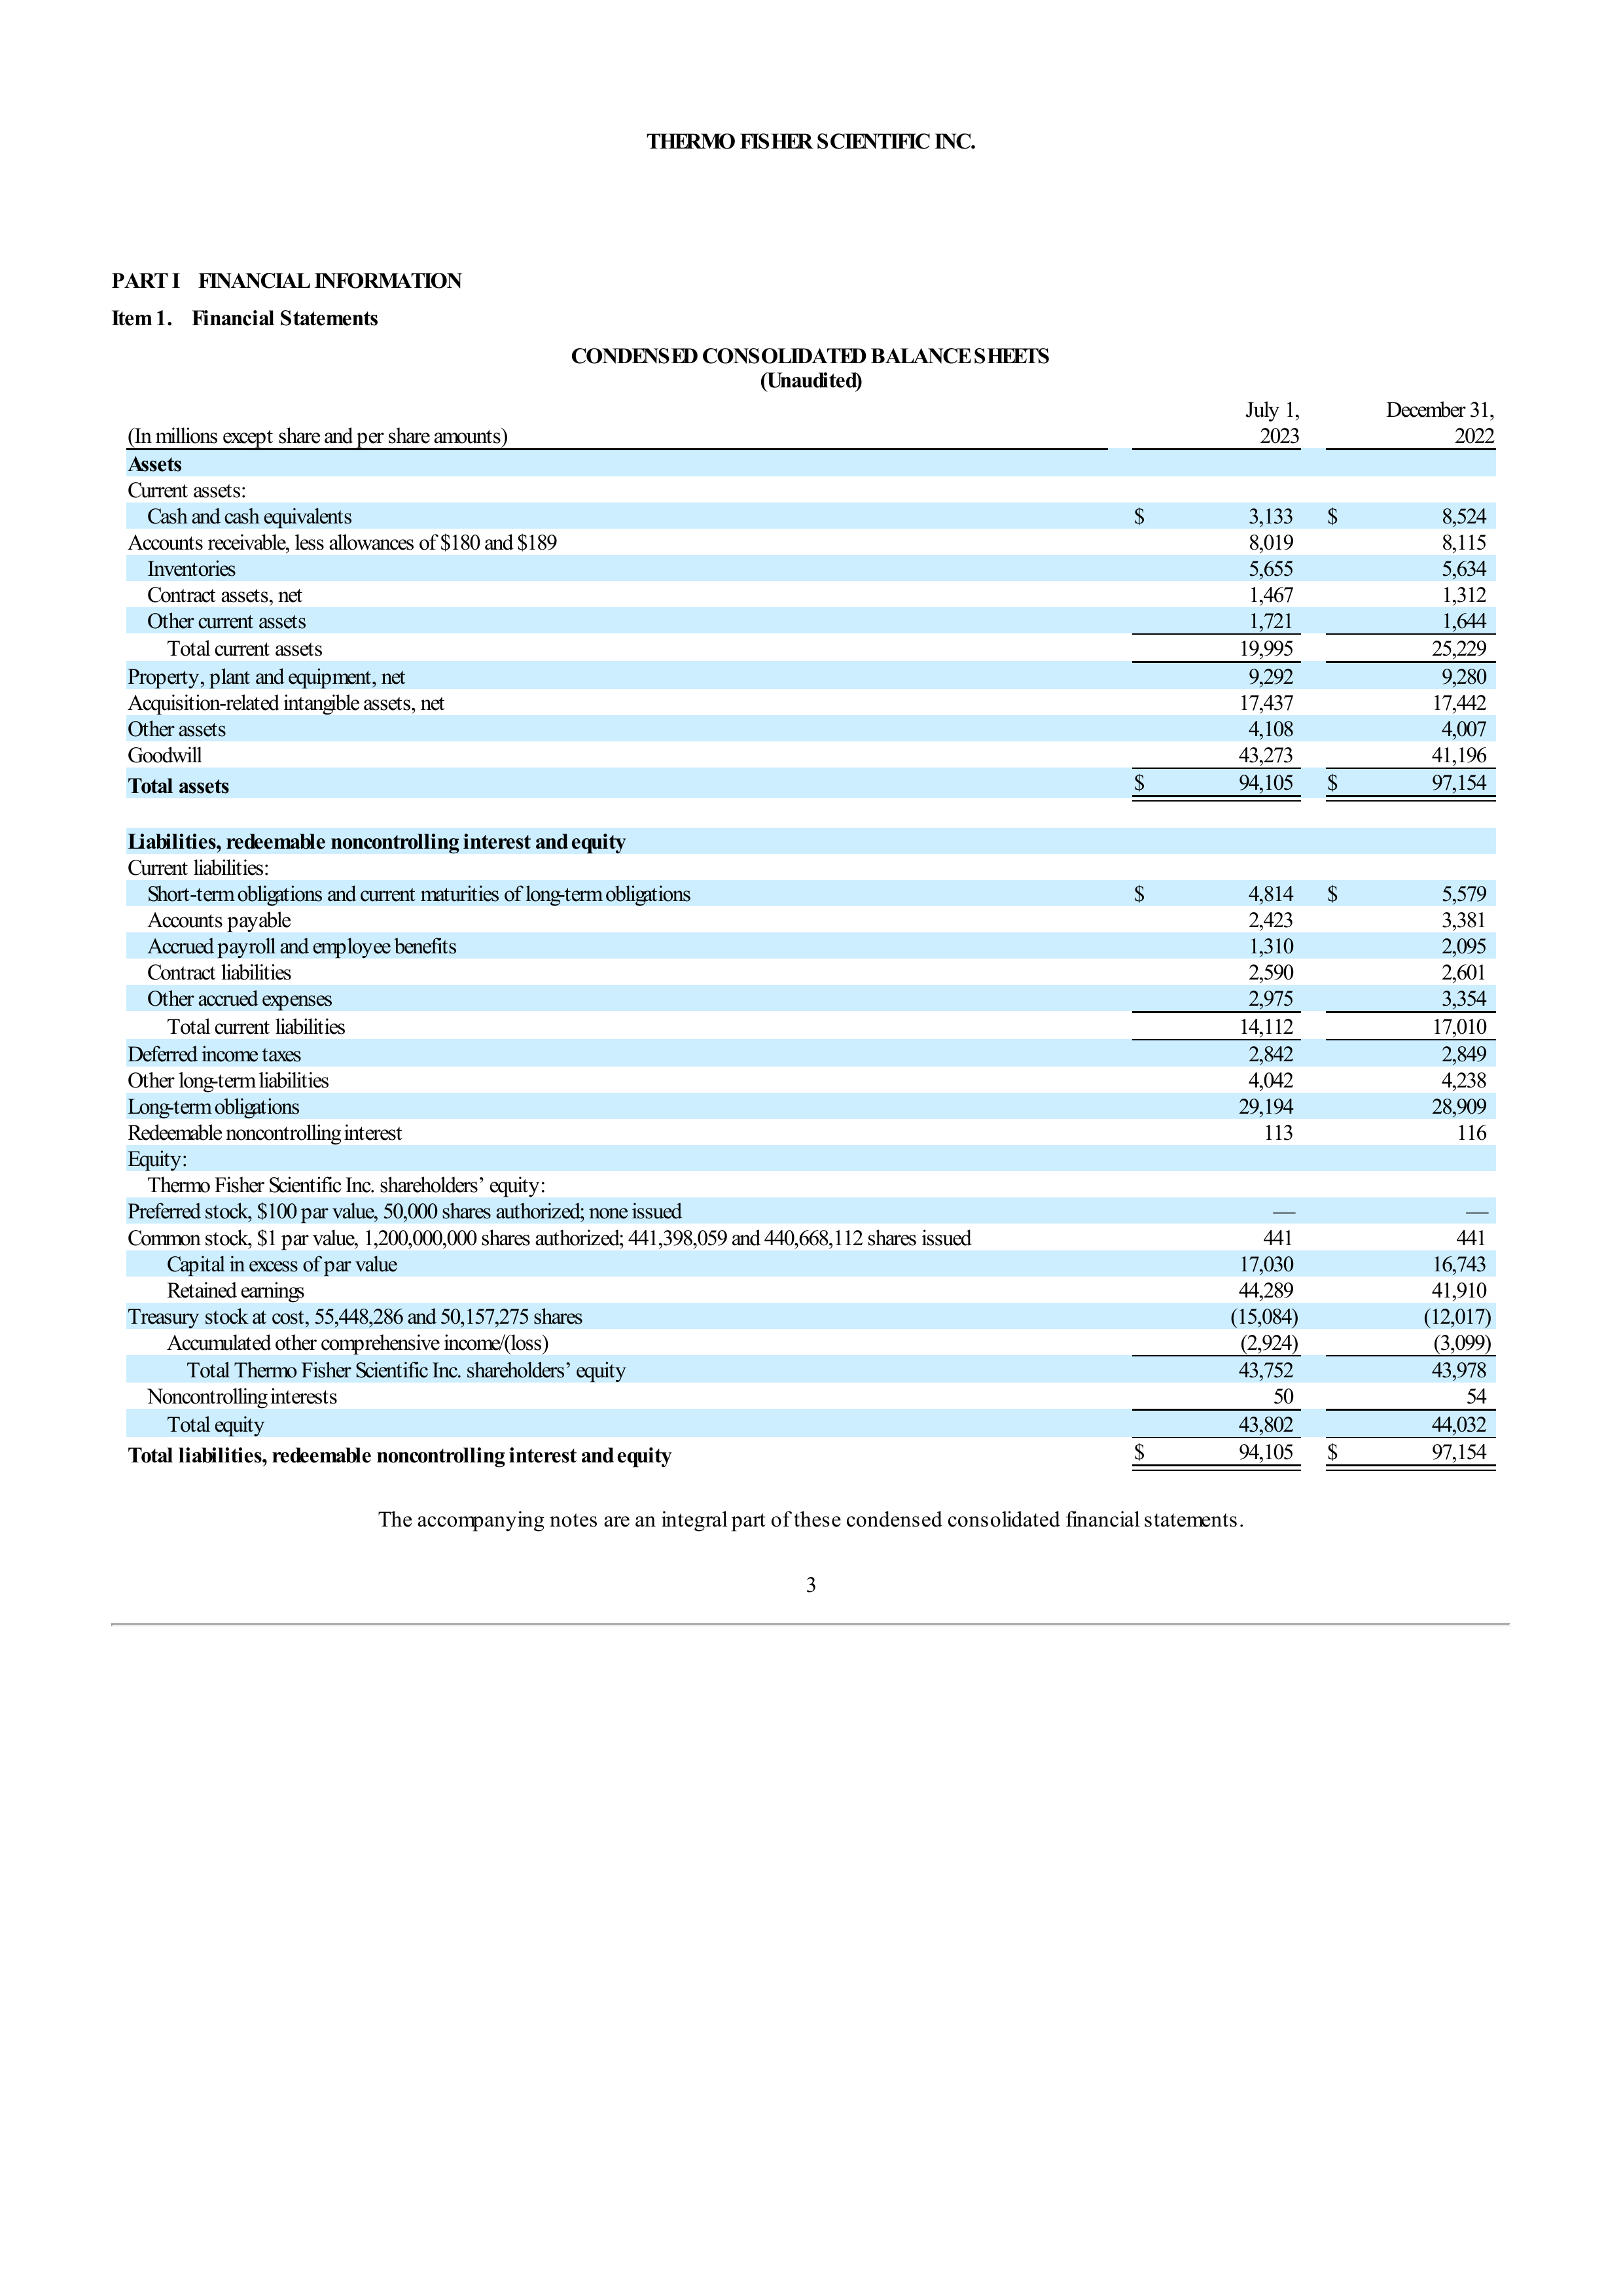 THERMO FISHER SCIENTIFIC INC.
PART I FINANCIAL INFORMATION
Item 1. Financial Statements
CONDENSED CONSOLIDATED BALANCE SHEETS
(Unaudited)
July 1, December 31,
(In millions except share and per share amounts) 2023 2022
Assets
Current assets:
Cash and cash equivalents $ 3,133 $ 8,524
Accounts receivable, less allowances of $180 and $189 8,019 8,115
Inventories 5,655 5,634
Contract assets, net 1,467 1,312
Other current assets 1,721 1,644
Total current assets 19,995 25,229
Property, plant and equipment, net 9,292 9,280
Acquisition-related intangible assets, net 17,437 17,442
Other assets 4,108 4,007
Goodwill 43,273 41,196
Total assets $ 94,105 $ 97,154
Liabilities, redeemable noncontrolling interest and equity
Current liabilities:
Short-term obligations and current maturities of long-term obligations $ 4,814 $ 5,579
Accounts payable 2,423 3,381
Accrued payroll and employee benefits 1,310 2,095
Contract liabilities 2,590 2,601
Other accrued expenses 2,975 3,354
Total current liabilities 14,112 17,010
Deferred income taxes 2,842 2,849
Other long-term liabilities 4,042 4,238
Long-term obligations 29,194 28,909
Redeemable noncontrolling interest 113 116
Equity:
Thermo Fisher Scientific Inc. shareholders’ equity:
Preferred stock, $100 par value, 50,000 shares authorized; none issued — —
Common stock, $1 par value, 1,200,000,000 shares authorized; 441,398,059 and 440,668,112 shares issued 441 441
Capital in excess of par value 17,030 16,743
Retained earnings 44,289 41,910
Treasury stock at cost, 55,448,286 and 50,157,275 shares (15,084) (12,017)
Accumulated other comprehensive income/(loss) (2,924) (3,099)
Total Thermo Fisher Scientific Inc. shareholders’ equity 43,752 43,978
Noncontrolling interests 50 54
Total equity 43,802 44,032
Total liabilities, redeemable noncontrolling interest and equity $ 94,105 $ 97,154
The accompanying notes are an integral part of these condensed consolidated financial statements.
3